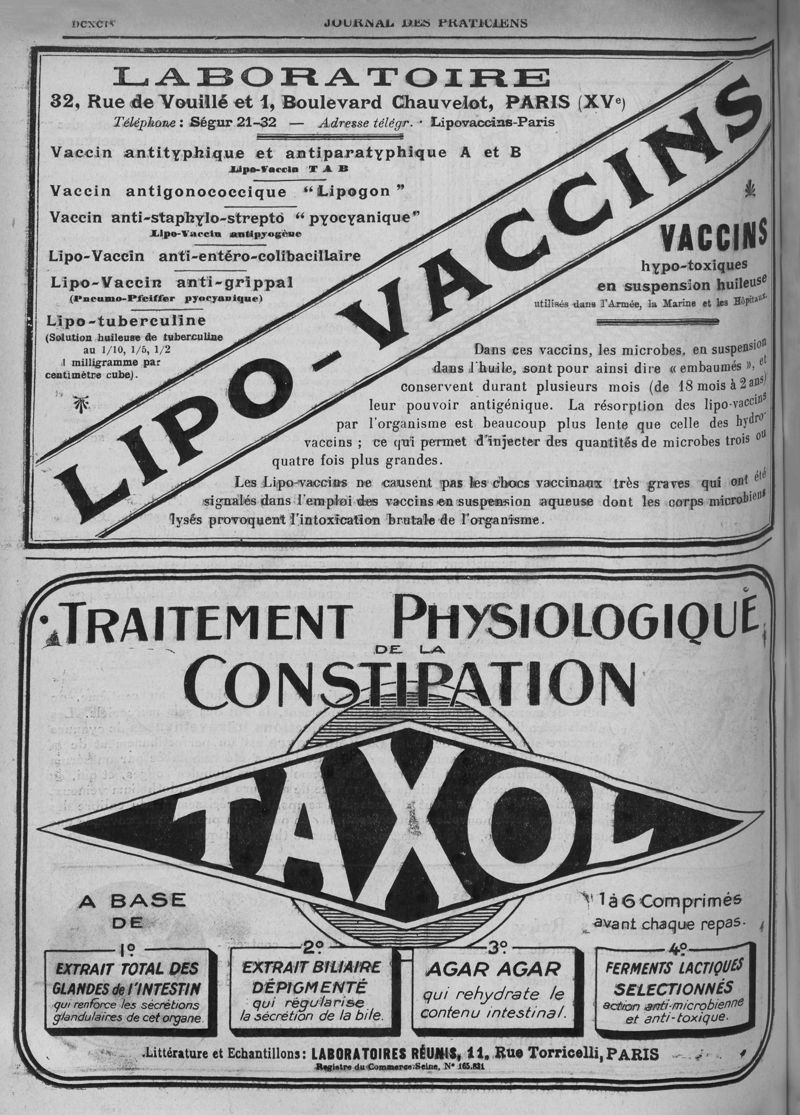 DCXCIV
JOURNAL DES PRATICIENS
LABORATOIRE
32, Rue de Vouillé et 1, Boulevard Chauvelot, PARIS (XVe)
Téléphone : Ségur 21-32 — Adresse télégr. : Lipovaccins-Paris
Vaccin antityphique et antiparatyphique A et B
Lipo-Vaccin T A B
Vaccin antigonococcique “Lipogon”
Vaccin anti-staphylo-strepto “pyocyanique”
Lipo-Vaccin antipyogène
Lipo-Vaccin anti-entéro-colibacillaire
Lipo-Vaccin anti-grippal
(Pneumo-Pfeiffer pyocyanique)
Lipo-tuberculine
(Solution huileuse de tuberculine
au 1/10, 1/5, 1/2
1 milligramme par
centimètre cube).
LIPO-VACCINS
VACCINS
hypo-toxiques
en suspension huileuse
utilisés dans l'Armée, la Marine et les Hôpitaux.
Dans ces vaccins, les microbes, en suspension
dans l'huile, sont pour ainsi dire « embaumés », et
conservent durant plusieurs mois (de 18 mois à 2 ans)
leur pouvoir antigénique. La résorption des lipo-vaccins
par l'organisme est beaucoup plus lente que celle des hydro-
vaccins ; ce qui permet d'injecter des quantités de microbes trois ou
quatre fois plus grandes.
Les Lipo-vaccins ne causent pas les chocs vaccinaux très graves qui ont été
signalés dans l'emploi des vaccins en suspension aqueuse dont les corps microbiens
lysés provoquent l'intoxication brutale de l'organisme.
TRAITEMENT PHYSIOLOGIQUE
DE LA
CONSTIPATION
TAXOL
A BASE
DE
1 à 6 Comprimés
avant chaque repas.
1º
EXTRAIT TOTAL DES
GLANDES de l'INTESTIN
qui renforce les sécrétions
glandulaires de cet organe.
2º
EXTRAIT BILIAIRE
DÉPIGMENTÉ
qui régularise
la sécrétion de la bile.
3º
AGAR AGAR
qui rehydrate le
contenu intestinal.
4º
FERMENTS LACTIQUES
SELECTIONNÉS
action anti-microbienne
et anti-toxique.
Littérature et Echantillons : LABORATOIRES RÉUNIS, 11, Rue Torricelli, PARIS
Registre du Commerce : Seine, Nº 165.831